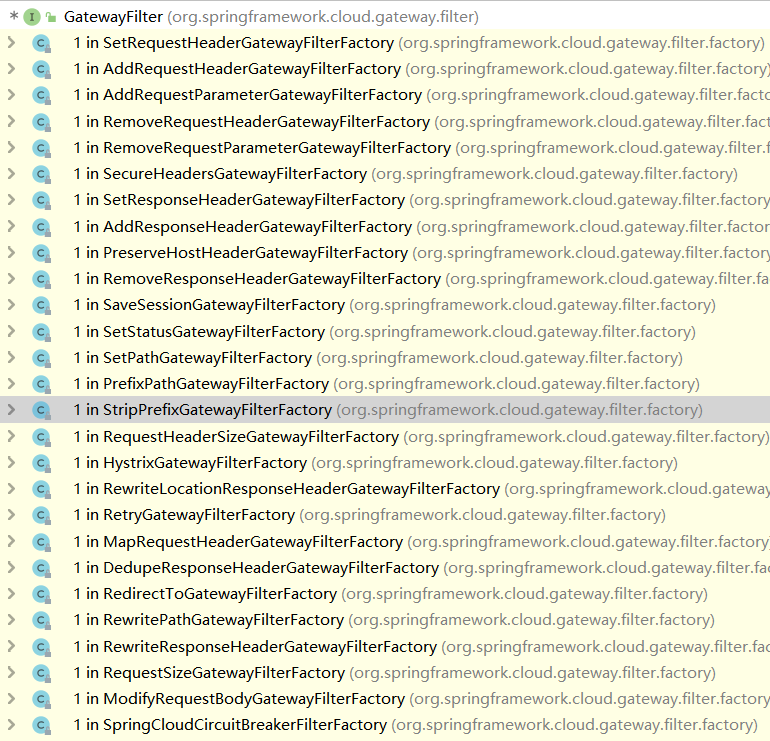 * I GatewayFilter (org.springframework.cloud.gateway.filter)
C 1 in SetRequestHeaderGatewayFilterFactory (org.springframework.cloud.gateway.filter.factory)
C 1 in AddRequestHeaderGatewayFilterFactory (org.springframework.cloud.gateway.filter.factory)
C 1 in AddRequestParameterGatewayFilterFactory (org.springframework.cloud.gateway.filter.factc
C 1 in RemoveRequestHeaderGatewayFilterFactory (org.springframework.cloud.gateway.filter.fact
C 1 in RemoveRequestParameterGatewayFilterFactory (org.springframework.cloud.gateway.filter.f
C 1 in SecureHeadersGatewayFilterFactory (org.springframework.cloud.gateway.filter.factory)
C 1 in SetResponseHeaderGatewayFilterFactory (org.springframework.cloud.gateway.filter.factory
C 1 in AddResponseHeaderGatewayFilterFactory (org.springframework.cloud.gateway.filter.factor
C 1 in PreserveHostHeaderGatewayFilterFactory (org.springframework.cloud.gateway.filter.factory
C 1 in RemoveResponseHeaderGatewayFilterFactory (org.springframework.cloud.gateway.filter.fa
C 1 in SaveSessionGatewayFilterFactory (org.springframework.cloud.gateway.filter.factory)
C 1 in SetStatusGatewayFilterFactory (org.springframework.cloud.gateway.filter.factory)
C 1 in SetPathGatewayFilterFactory (org.springframework.cloud.gateway.filter.factory)
C 1 in PrefixPathGatewayFilterFactory (org.springframework.cloud.gateway.filter.factory)
C 1 in StripPrefixGatewayFilterFactory (org.springframework.cloud.gateway.filter.factory)
C 1 in RequestHeaderSizeGatewayFilterFactory (org.springframework.cloud.gateway.filter.factory)
C 1 in HystrixGatewayFilterFactory (org.springframework.cloud.gateway.filter.factory)
C 1 in RewriteLocationResponseHeaderGatewayFilterFactory (org.springframework.cloud.gateway
C 1 in RetryGatewayFilterFactory (org.springframework.cloud.gateway.filter.factory)
C 1 in MapRequestHeaderGatewayFilterFactory (org.springframework.cloud.gateway.filter.factory)
C 1 in DedupeResponseHeaderGatewayFilterFactory (org.springframework.cloud.gateway.filter.fac
C 1 in RedirectToGatewayFilterFactory (org.springframework.cloud.gateway.filter.factory)
C 1 in RewritePathGatewayFilterFactory (org.springframework.cloud.gateway.filter.factory)
C 1 in RewriteResponseHeaderGatewayFilterFactory (org.springframework.cloud.gateway.filter.fac
C 1 in RequestSizeGatewayFilterFactory (org.springframework.cloud.gateway.filter.factory)
C 1 in ModifyRequestBodyGatewayFilterFactory (org.springframework.cloud.gateway.filter.factory
C 1 in SpringCloudCircuitBreakerFilterFactory (org.springframework.cloud.gateway.filter.factory)